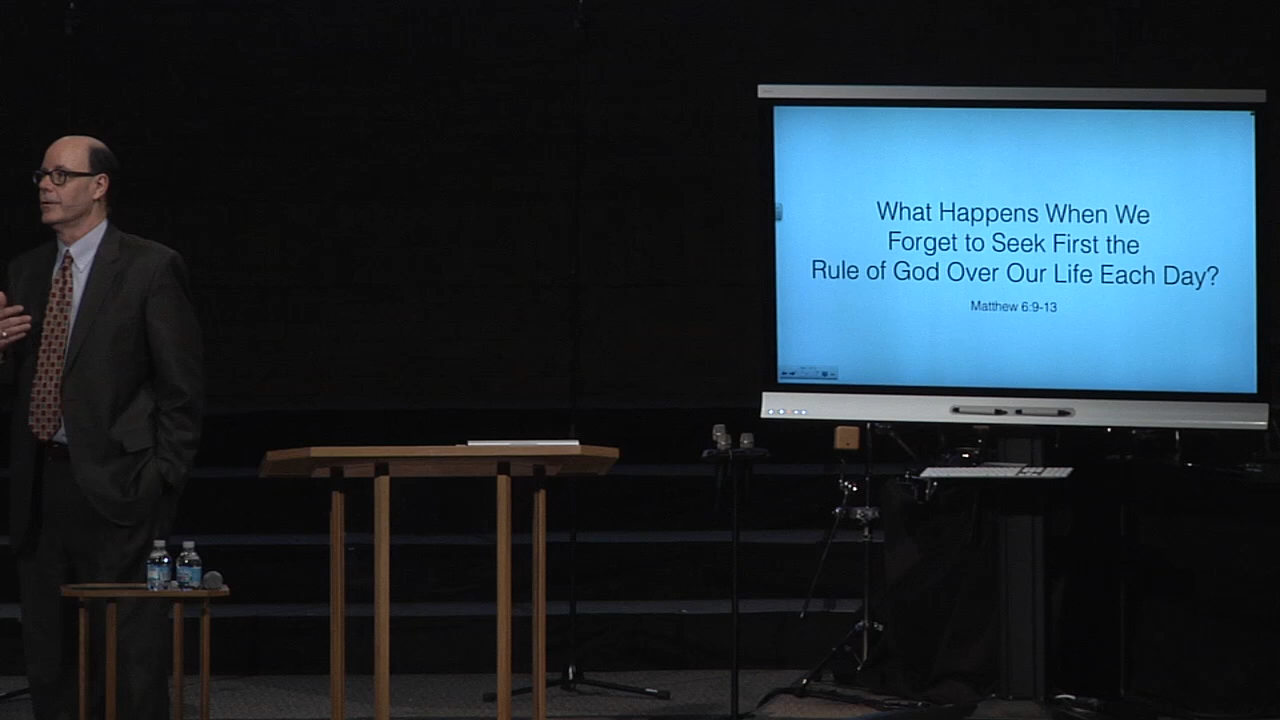 What Happens When We
Forget to Seek First the
Rule of God Over Our Life Each Day?
Matthew 6:9-13